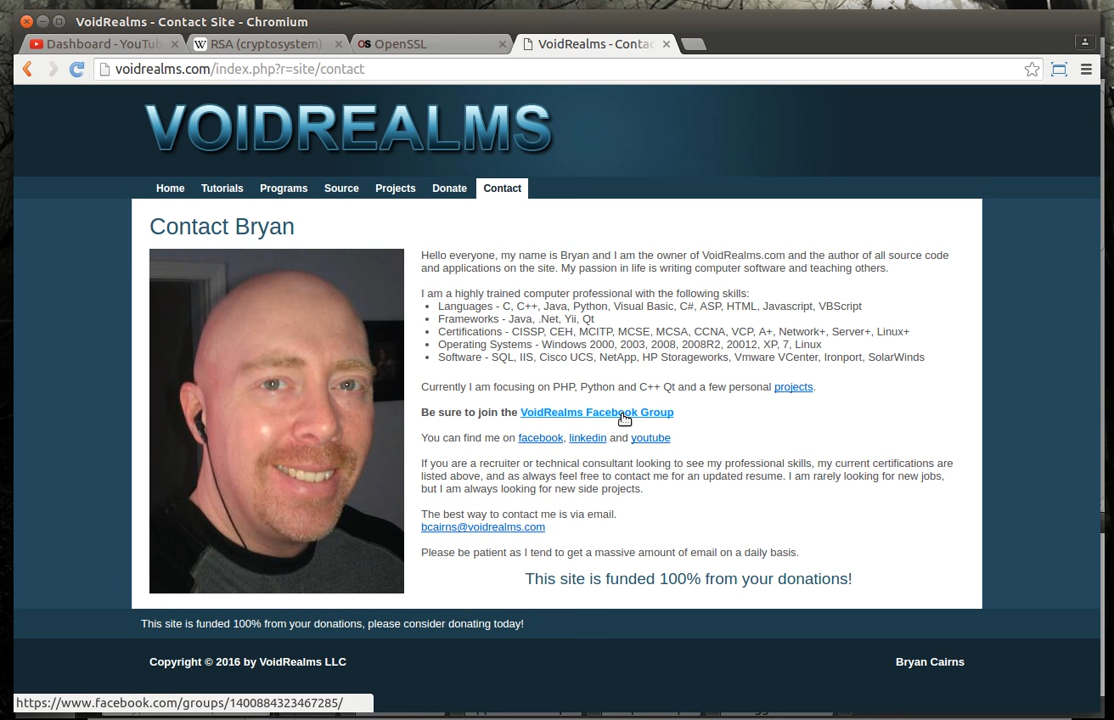 VoidRealms - Contact Site - Chromium
Dashboard - YouTub
RSA (cryptosystem)
OpenSSL
VoidRealms - Conta
voidrealms.com/index.php?r=site/contact
VOIDREALMS
Home Tutorials Programs Source Projects Donate Contact
Contact Bryan
Hello everyone, my name is Bryan and I am the owner of VoidRealms.com and the author of all source code
and applications on the site. My passion in life is writing computer software and teaching others.
I am a highly trained computer professional with the following skills:
Languages - C, C++, Java, Python, Visual Basic, C#, ASP, HTML, Javascript, VBScript
Frameworks - Java, .Net, Yii, Qt
Certifications - CISSP, CEH, MCITP, MCSE, MCSA, CCNA, VCP, A+, Network+, Server+, Linux+
Operating Systems - Windows 2000, 2003, 2008, 2008R2, 20012, XP, 7, Linux
Software - SQL, IIS, Cisco UCS, NetApp, HP Storageworks, Vmware VCenter, Ironport, SolarWinds
Currently I am focusing on PHP, Python and C++ Qt and a few personal projects.
Be sure to join the VoidRealms Facebook Group
You can find me on facebook, linkedin and youtube
If you are a recruiter or technical consultant looking to see my professional skills, my current certifications are
listed above, and as always feel free to contact me for an updated resume. I am rarely looking for new jobs,
but I am always looking for new side projects.
The best way to contact me is via email.
bcairns@voidrealms.com
Please be patient as I tend to get a massive amount of email on a daily basis.
This site is funded 100% from your donations!
This site is funded 100% from your donations, please consider donating today!
Copyright © 2016 by VoidRealms LLC
Bryan Cairns
https://www.facebook.com/groups/1400884323467285/